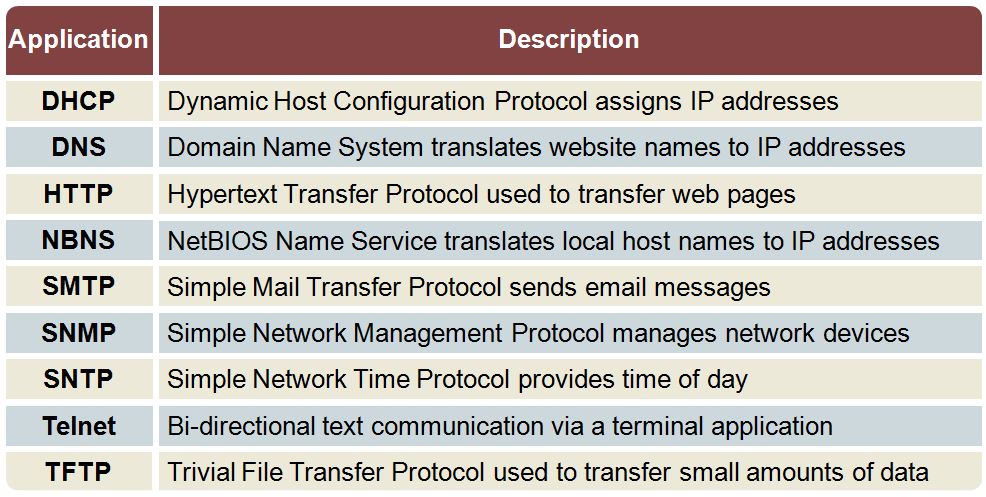 Application Description
DHCP Dynamic Host Configuration Protocol assigns IP addresses
DNS Domain Name System translates website names to IP addresses
HTTP Hypertext Transfer Protocol used to transfer web pages
NBNS NetBIOS Name Service translates local host names to IP addresses
SMTP Simple Mail Transfer Protocol sends email messages
SNMP Simple Network Management Protocol manages network devices
SNTP Simple Network Time Protocol provides time of day
Telnet Bi-directional text communication via a terminal application
TFTP Trivial File Transfer Protocol used to transfer small amounts of data